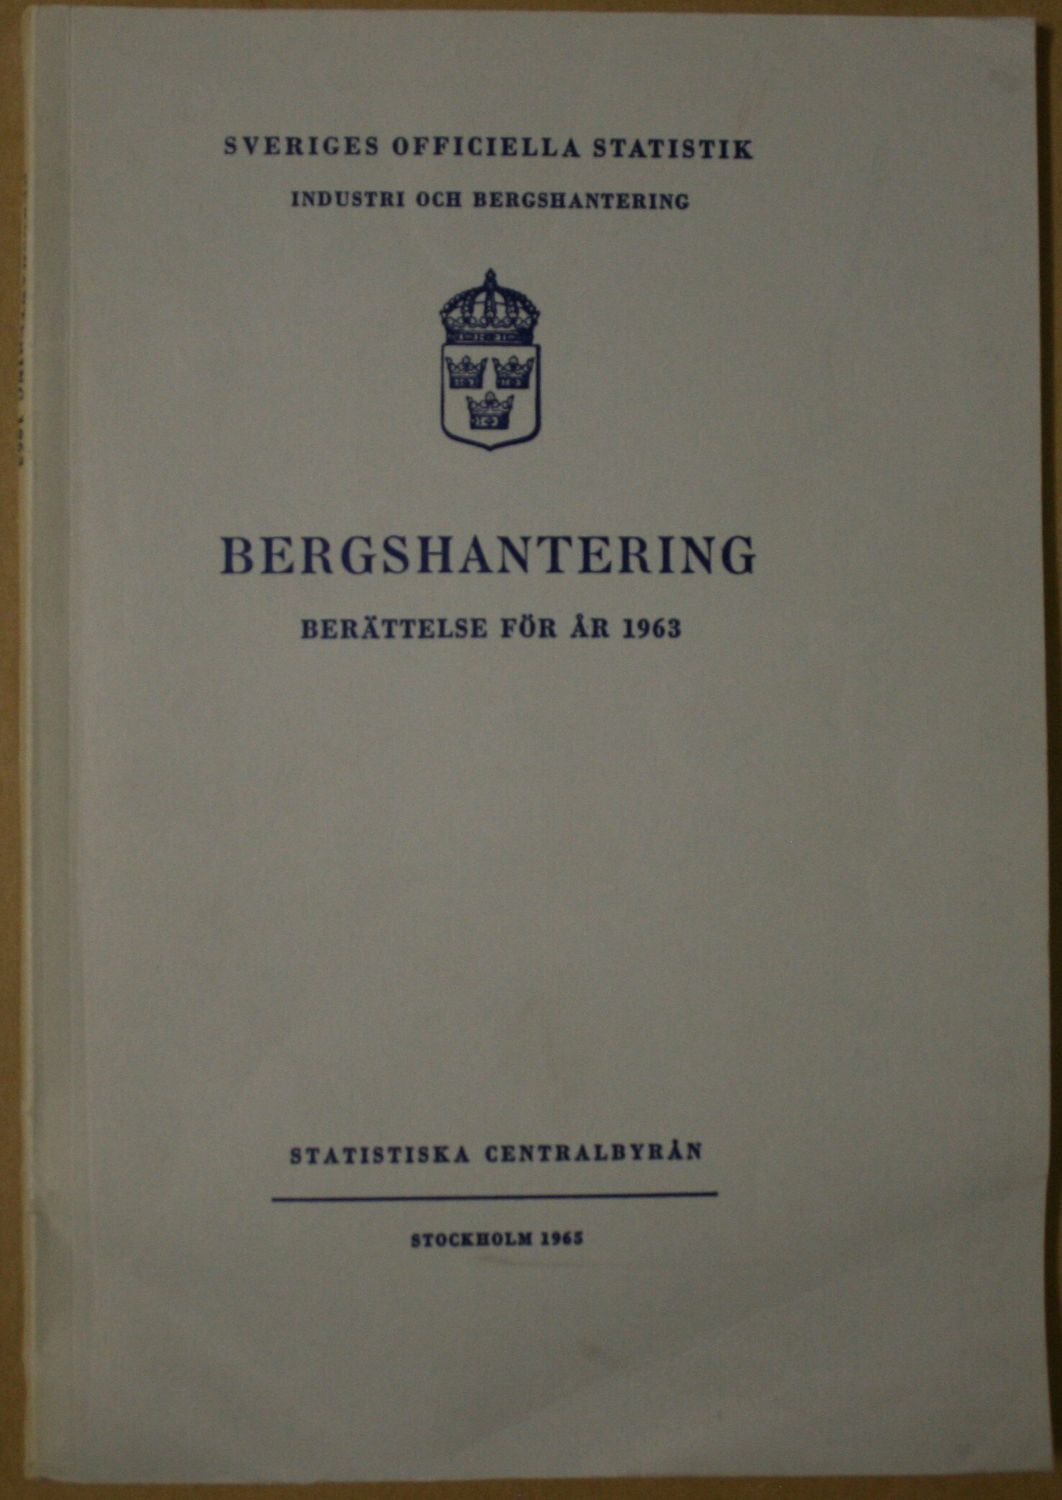 SVERIGES OFFICIELLA STATISTIK
INDUSTRI OCH BERGSHANTERING
BERGSHANTERING
BERÄTTELSE FÖR ÅR 1963
STATISTISKA CENTRALBYRÅN
STOCKHOLM 1965